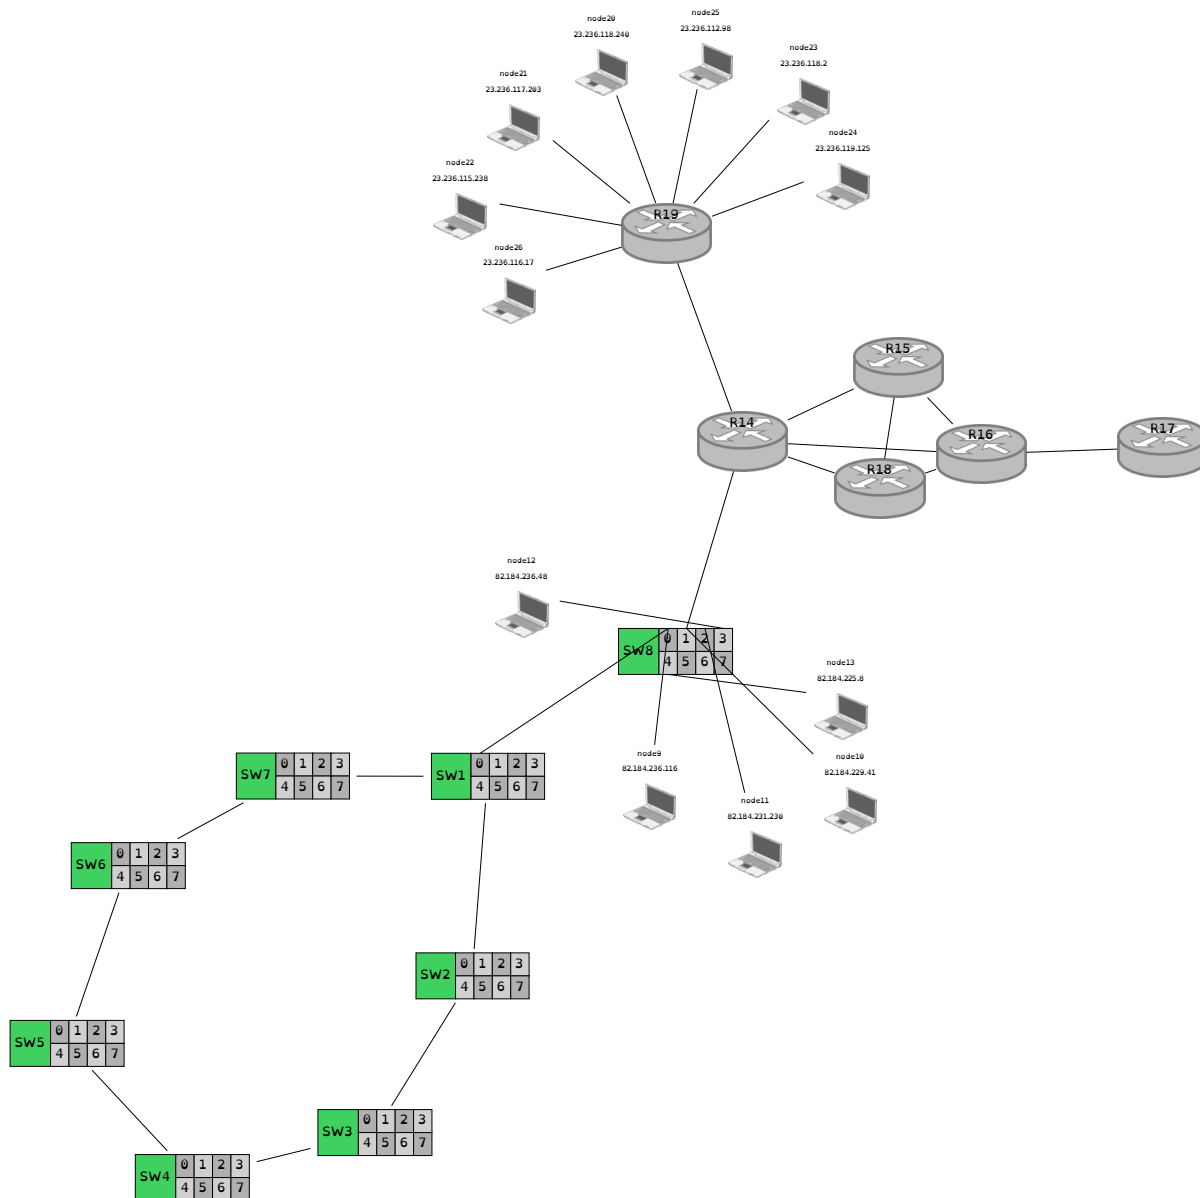 node20
23.236.118.240
node25
23.236.112.98
node23
23.236.118.2
node21
23.236.117.203
node24
23.236.119.125
node22
23.236.115.238
R19
node26
23.236.116.17
R15
R14
R16
R17
R18
node12
82.184.236.48
SW8
0 1 2 3
4 5 6 7
node13
82.184.225.8
node9
82.184.236.116
node10
82.184.229.41
node11
82.184.231.230
SW7
0 1 2 3
4 5 6 7
SW1
0 1 2 3
4 5 6 7
SW6
0 1 2 3
4 5 6 7
SW2
0 1 2 3
4 5 6 7
SW5
0 1 2 3
4 5 6 7
SW3
0 1 2 3
4 5 6 7
SW4
0 1 2 3
4 5 6 7